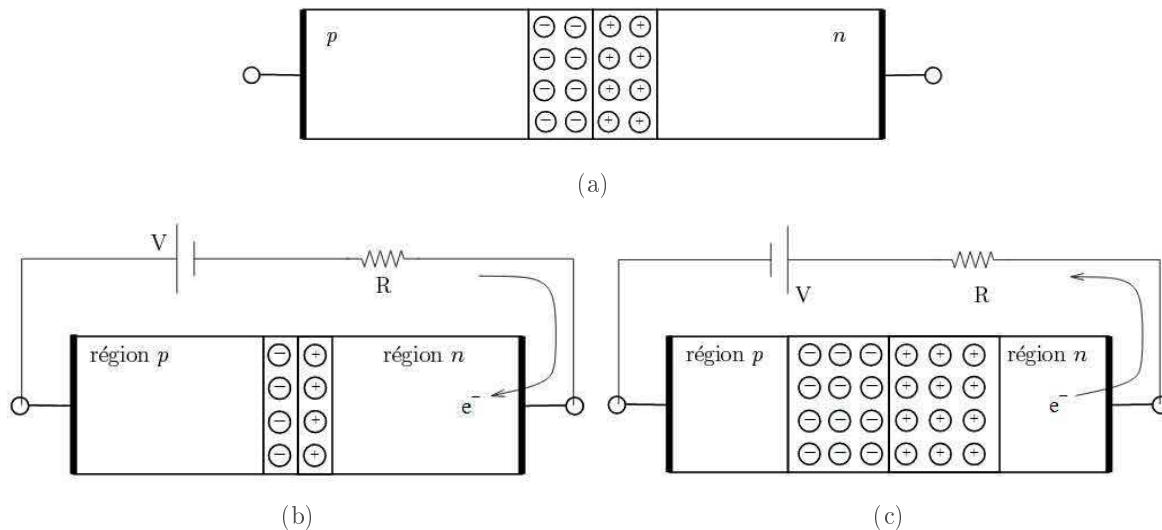 p n
(a)
V
R
région p région n
e⁻
(b)
V R
région p région n
e⁻
(c)